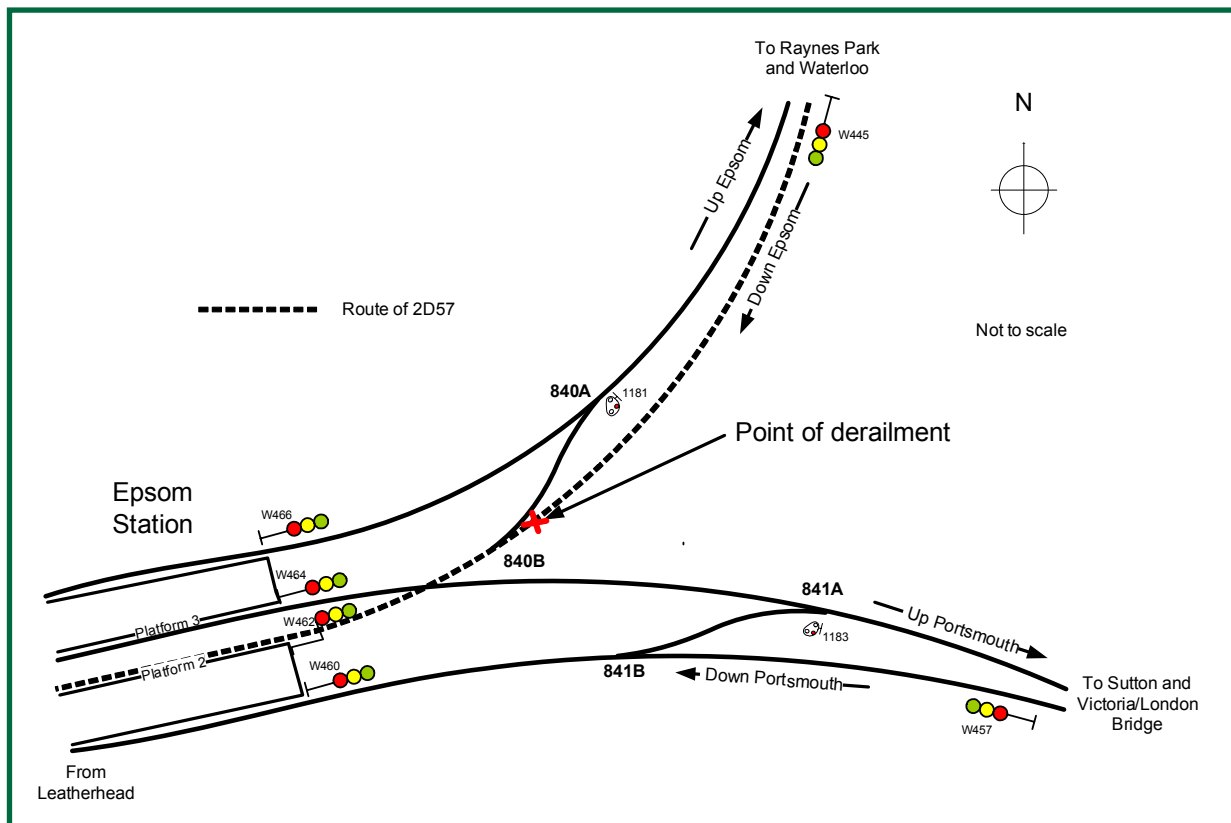 To Raynes Park
and Waterloo
N
W445
Up Epsom
Down Epsom
Route of 2D57
Not to scale
840A
1181
Point of derailment
Epsom
Station
W466
840B
W464
841A
Platform 3
W462
Up Portsmouth
1183
Platform 2
W460
841B
Down Portsmouth
To Sutton and
Victoria/London
Bridge
W457
From
Leatherhead